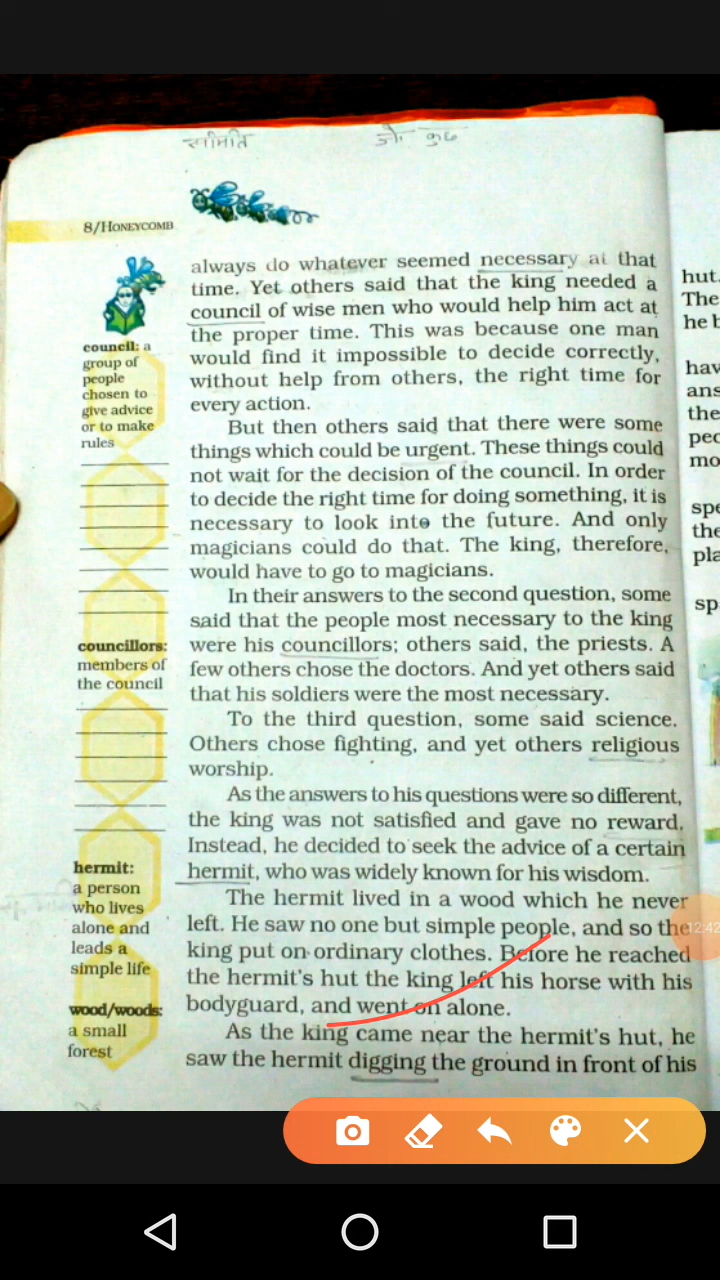 जो कुछ
8/HONEYCOMB
council: a
group of
people
chosen to
give advice
or to make
rules
councillors:
members of
the council
hermit:
a person
who lives
alone and
leads a
simple life
wood/woods:
a small
forest
always do whatever seemed necessary at that
time. Yet others said that the king needed a
council of wise men who would help him act at
the proper time. This was because one man
would find it impossible to decide correctly,
without help from others, the right time for
every action.
But then others said that there were some
things which could be urgent. These things could
not wait for the decision of the council. In order
to decide the right time for doing something, it is
necessary to look into the future. And only
magicians could do that. The king, therefore,
would have to go to magicians.
In their answers to the second question, some
said that the people most necessary to the king
were his councillors; others said, the priests. A
few others chose the doctors. And yet others said
that his soldiers were the most necessary.
To the third question, some said science.
Others chose fighting, and yet others religious
worship.
As the answers to his questions were so different,
the king was not satisfied and gave no reward.
Instead, he decided to seek the advice of a certain
hermit, who was widely known for his wisdom.
The hermit lived in a wood which he never
left. He saw no one but simple people, and so the
king put on ordinary clothes. Before he reached
the hermit's hut the king left his horse with his
bodyguard, and went on alone.
As the king came near the hermit's hut, he
saw the hermit digging the ground in front of his
hut.
The
he b
hav
ans
the
peo
mo
spe
the
pla
sp
12:42